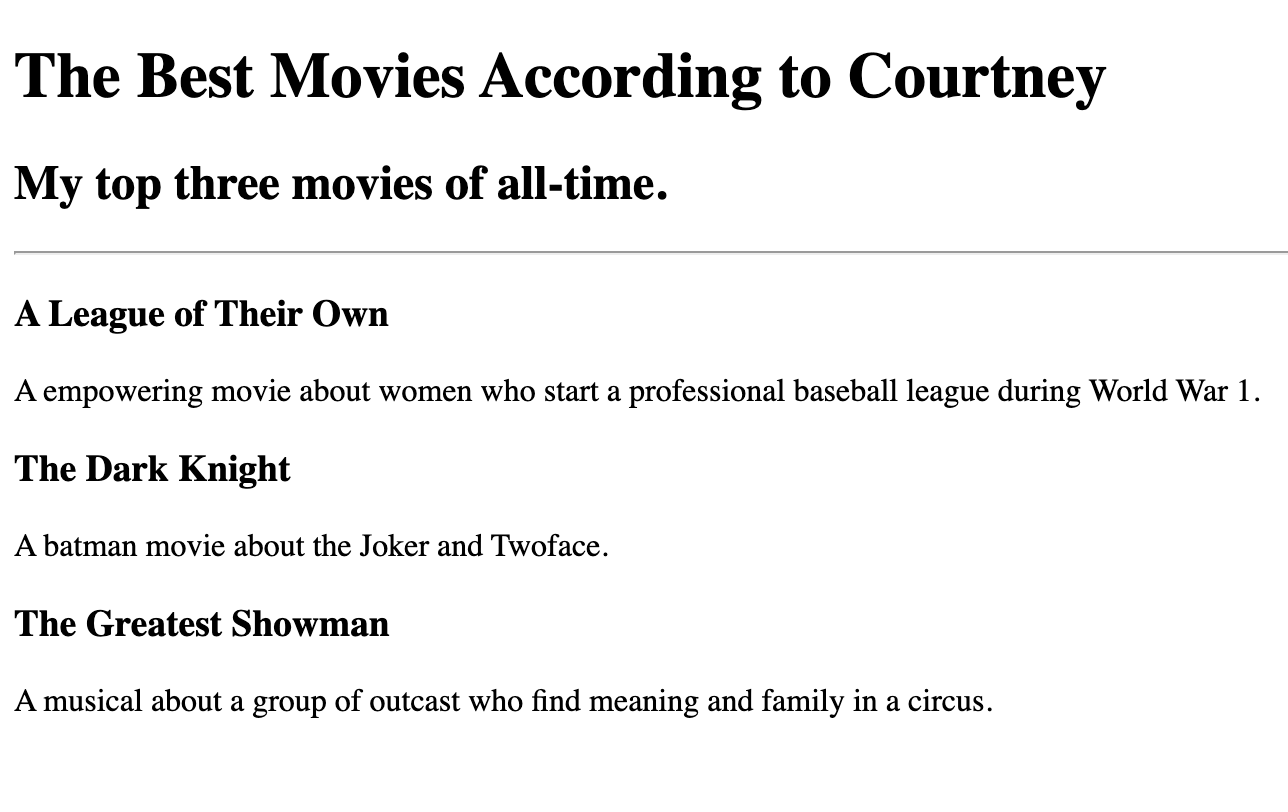 The Best Movies According to Courtney
My top three movies of all-time.
A League of Their Own
A empowering movie about women who start a professional baseball league during World War 1.
The Dark Knight
A batman movie about the Joker and Twoface.
The Greatest Showman
A musical about a group of outcast who find meaning and family in a circus.